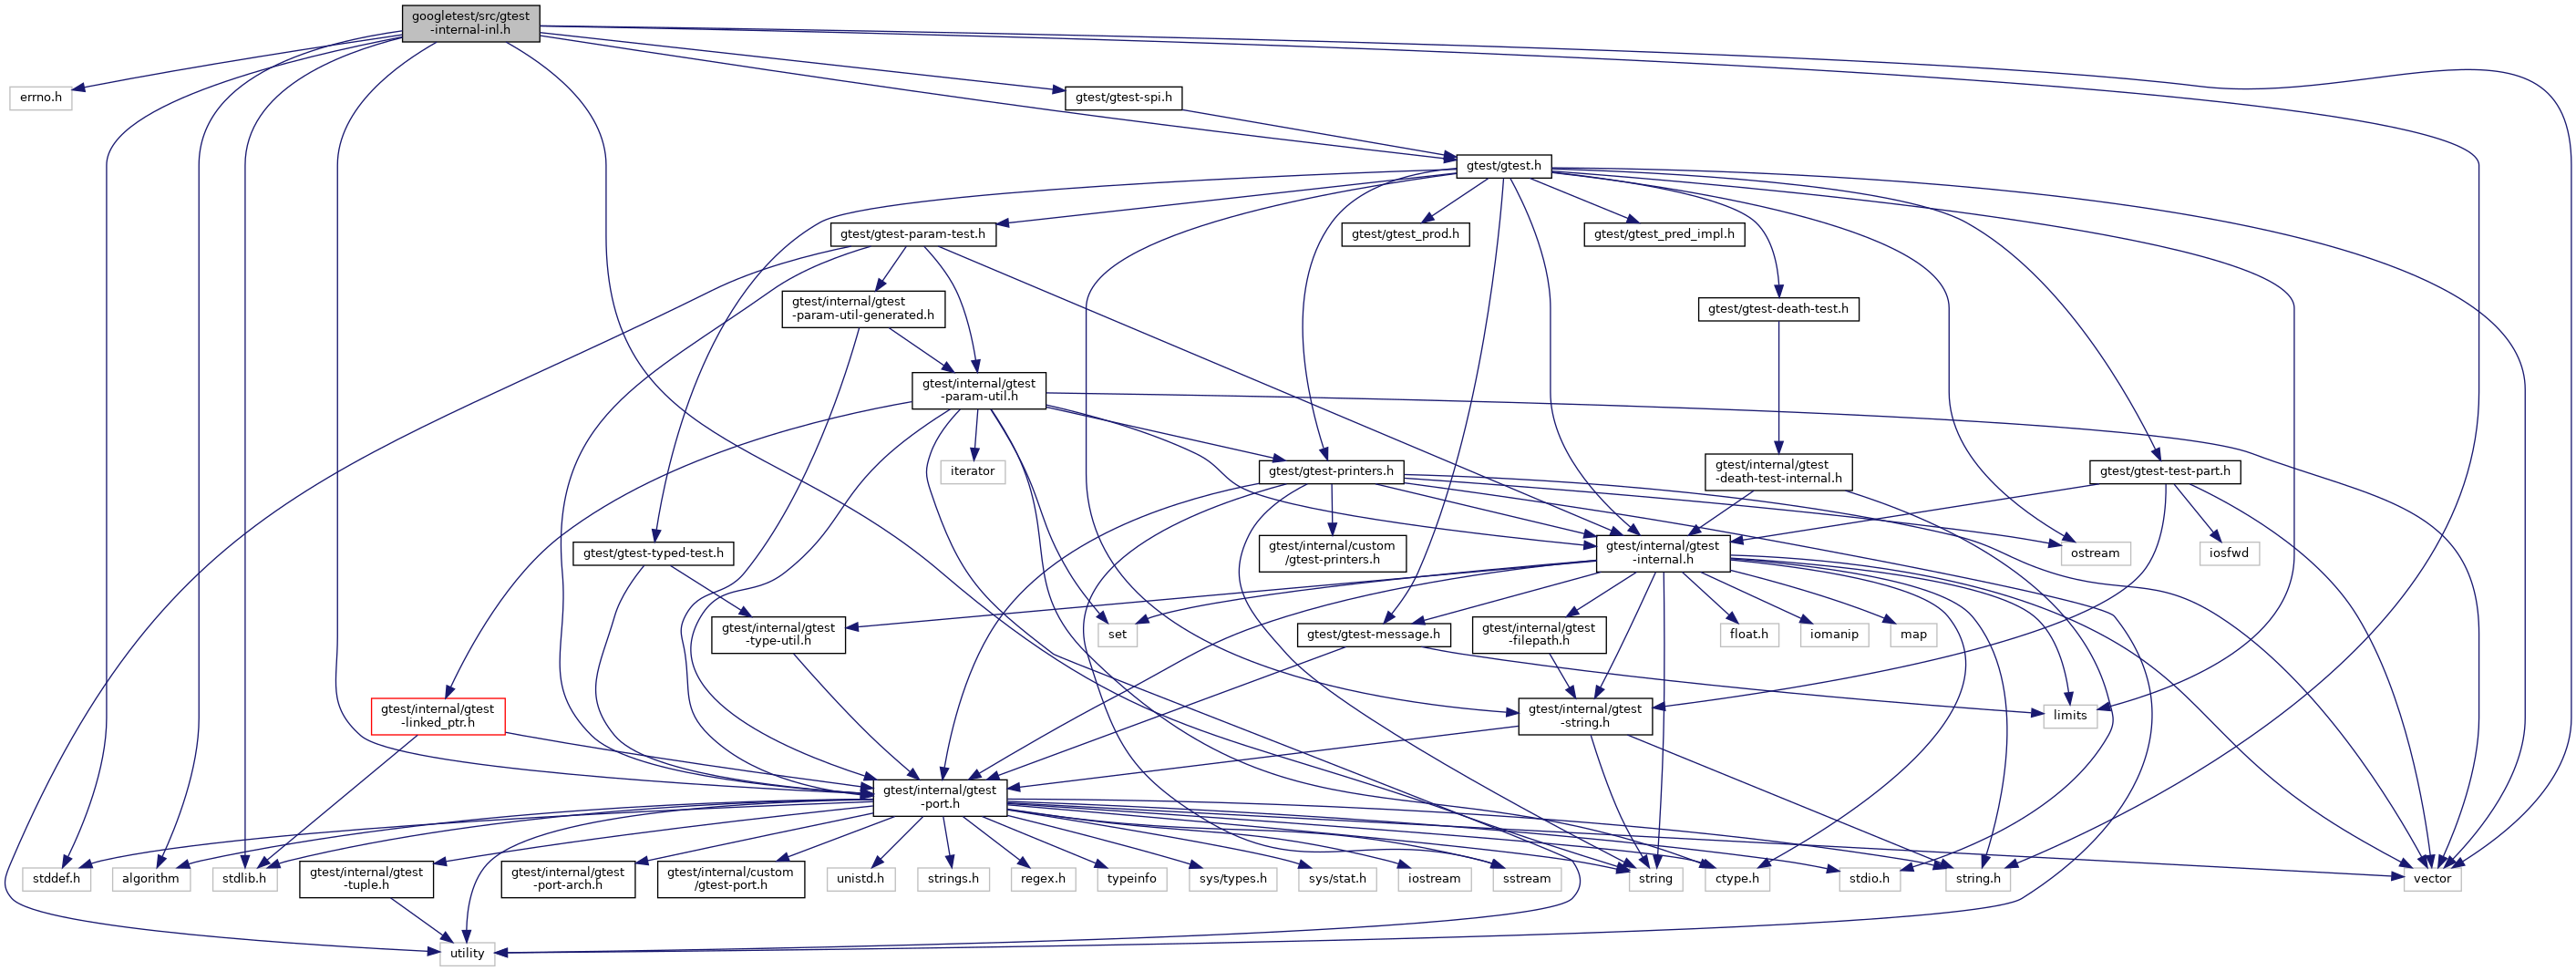 googletest/src/gtest
-internal-inl.h
errno.h
gtest/gtest-spi.h
gtest/gtest.h
gtest/gtest-param-test.h
gtest/gtest_prod.h
gtest/gtest_pred_impl.h
gtest/internal/gtest
-param-util-generated.h
gtest/gtest-death-test.h
gtest/internal/gtest
-param-util.h
iterator
gtest/gtest-printers.h
gtest/internal/gtest
-death-test-internal.h
gtest/gtest-test-part.h
gtest/gtest-typed-test.h
gtest/internal/custom
/gtest-printers.h
gtest/internal/gtest
-internal.h
ostream
iosfwd
gtest/internal/gtest
-type-util.h
set
gtest/gtest-message.h
gtest/internal/gtest
-filepath.h
float.h
iomanip
map
gtest/internal/gtest
-linked_ptr.h
gtest/internal/gtest
-string.h
limits
gtest/internal/gtest
-port.h
stddef.h
algorithm
stdlib.h
gtest/internal/gtest
-tuple.h
gtest/internal/gtest
-port-arch.h
gtest/internal/custom
/gtest-port.h
unistd.h
strings.h
regex.h
typeinfo
sys/types.h
sys/stat.h
iostream
sstream
string
ctype.h
stdio.h
string.h
vector
utility